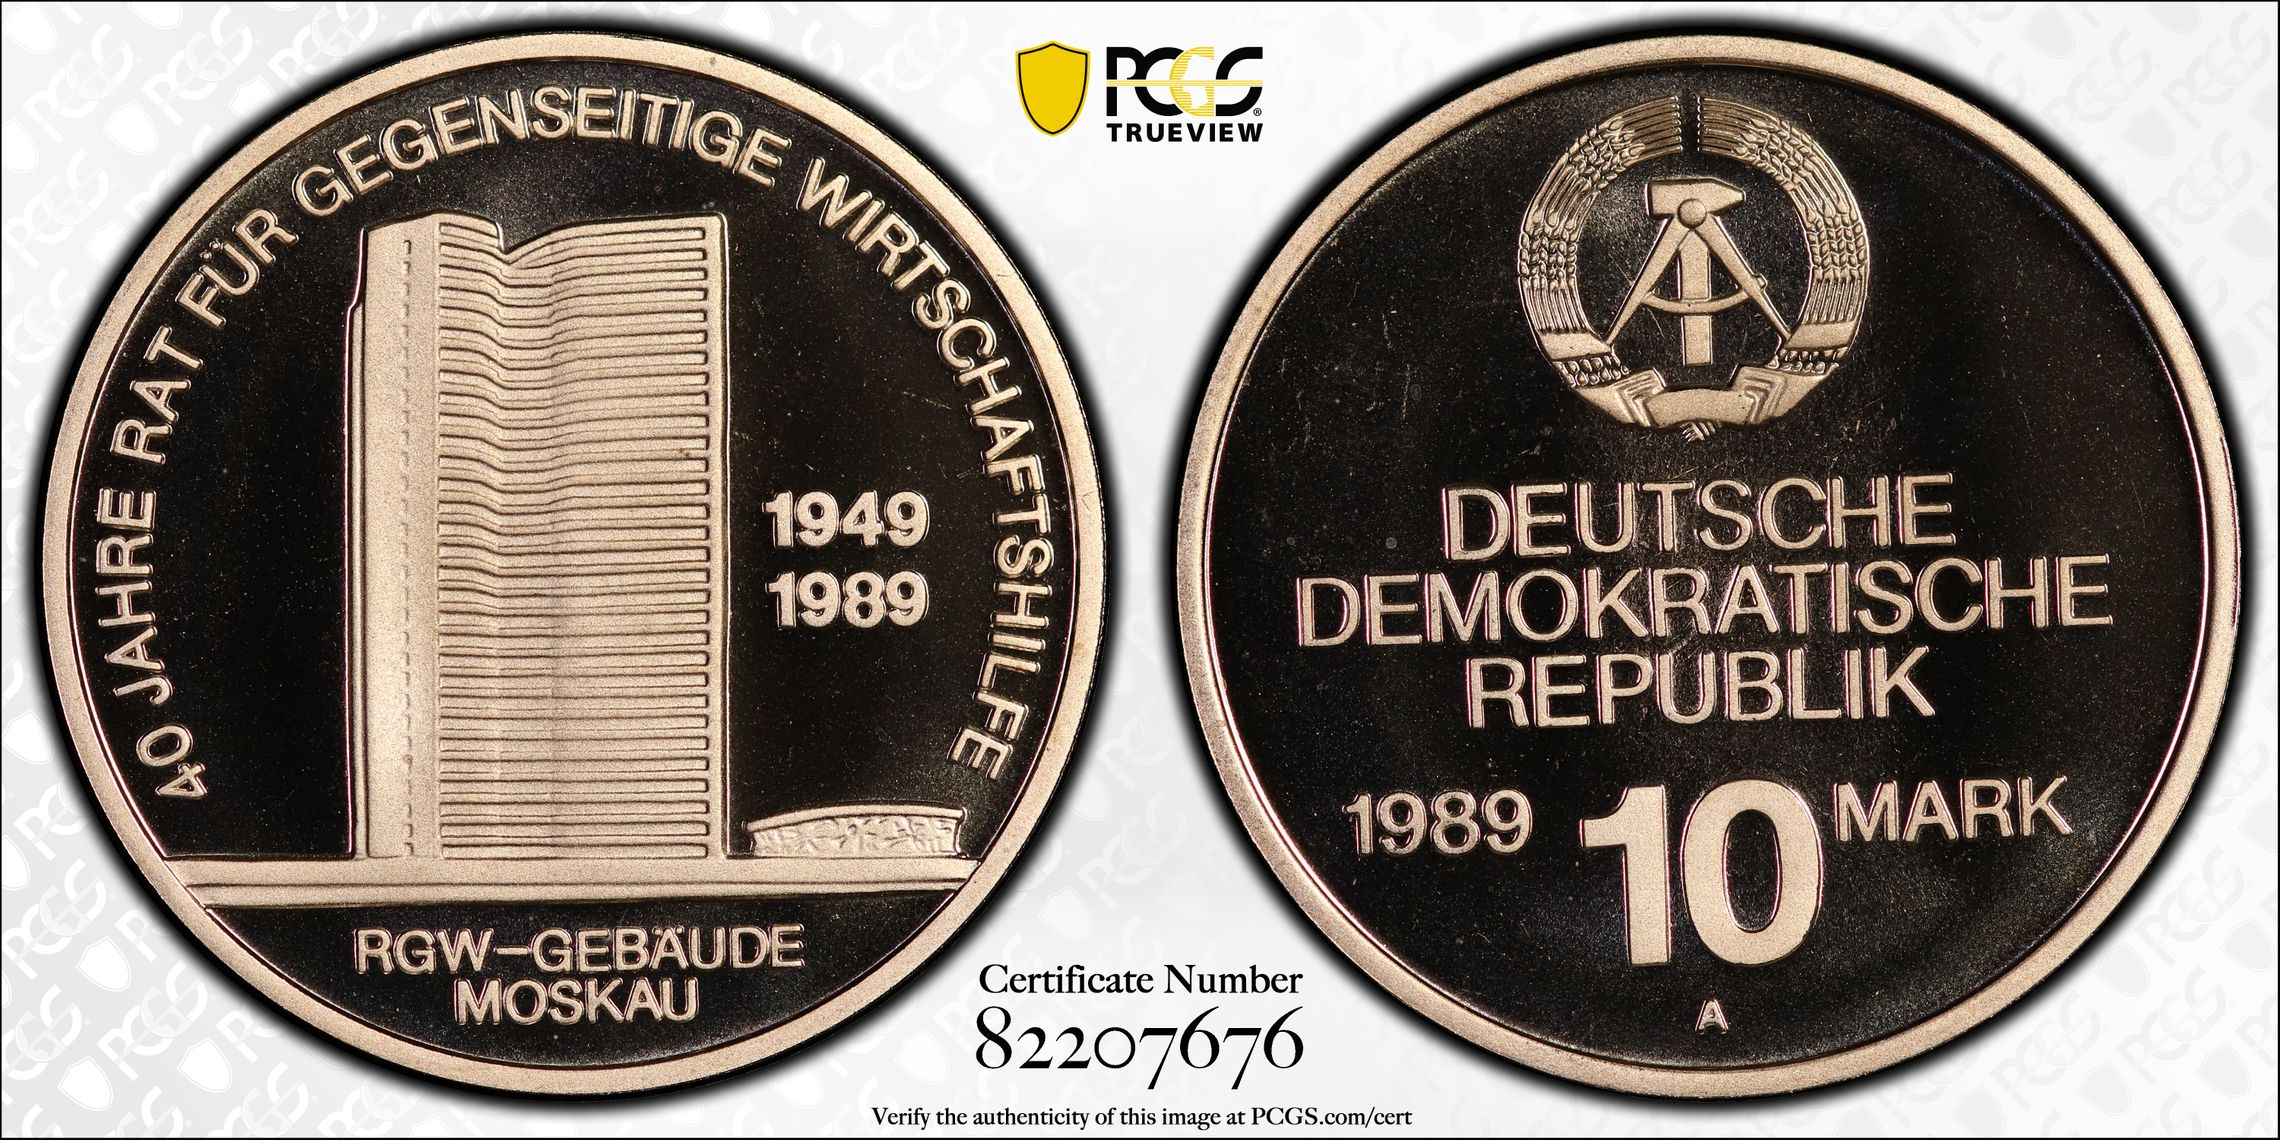 40 JAHRE RAT FÜR GEGENSEITIGE WIRTSCHAFTSHILFE
1949
1989
RGW-GEBÄUDE
MOSKAU
PCGS
TRUEVIEW
DEUTSCHE
DEMOKRATISCHE
REPUBLIK
1989 10 MARK
A
Certificate Number
82207676
Verify the authenticity of this image at PCGS.com/cert